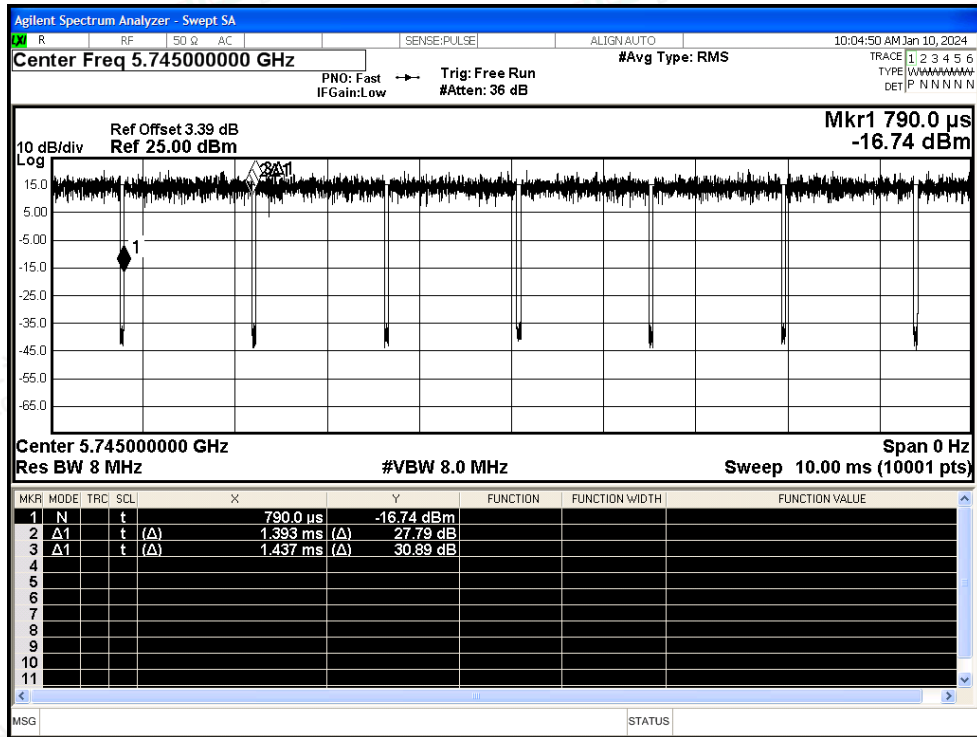 Agilent Spectrum Analyzer - Swept SA
LXI R RF 50 Ω AC SENSE:PULSE ALIGN AUTO 10:04:50 AM Jan 10, 2024
Center Freq 5.745000000 GHz
PNO: Fast
IFGain:Low
Trig: Free Run
#Atten: 36 dB
#Avg Type: RMS
TRACE 1 2 3 4 5 6
TYPE
DET P N N N N N
Mkr1 790.0 µs
-16.74 dBm
Ref Offset 3.39 dB
10 dB/div Ref 25.00 dBm
Log
15.0
5.00
-5.00
-15.0
-25.0
-35.0
-45.0
-55.0
-65.0
1
Center 5.745000000 GHz Span 0 Hz
Res BW 8 MHz #VBW 8.0 MHz Sweep 10.00 ms (10001 pts)
MKR MODE TRC SCL X Y FUNCTION FUNCTION WIDTH FUNCTION VALUE
1 N t 790.0 µs -16.74 dBm
2 Δ1 t (Δ) 1.393 ms (Δ) 27.79 dB
3 Δ1 t (Δ) 1.437 ms (Δ) 30.89 dB
4
5
6
7
8
9
10
11
MSG STATUS